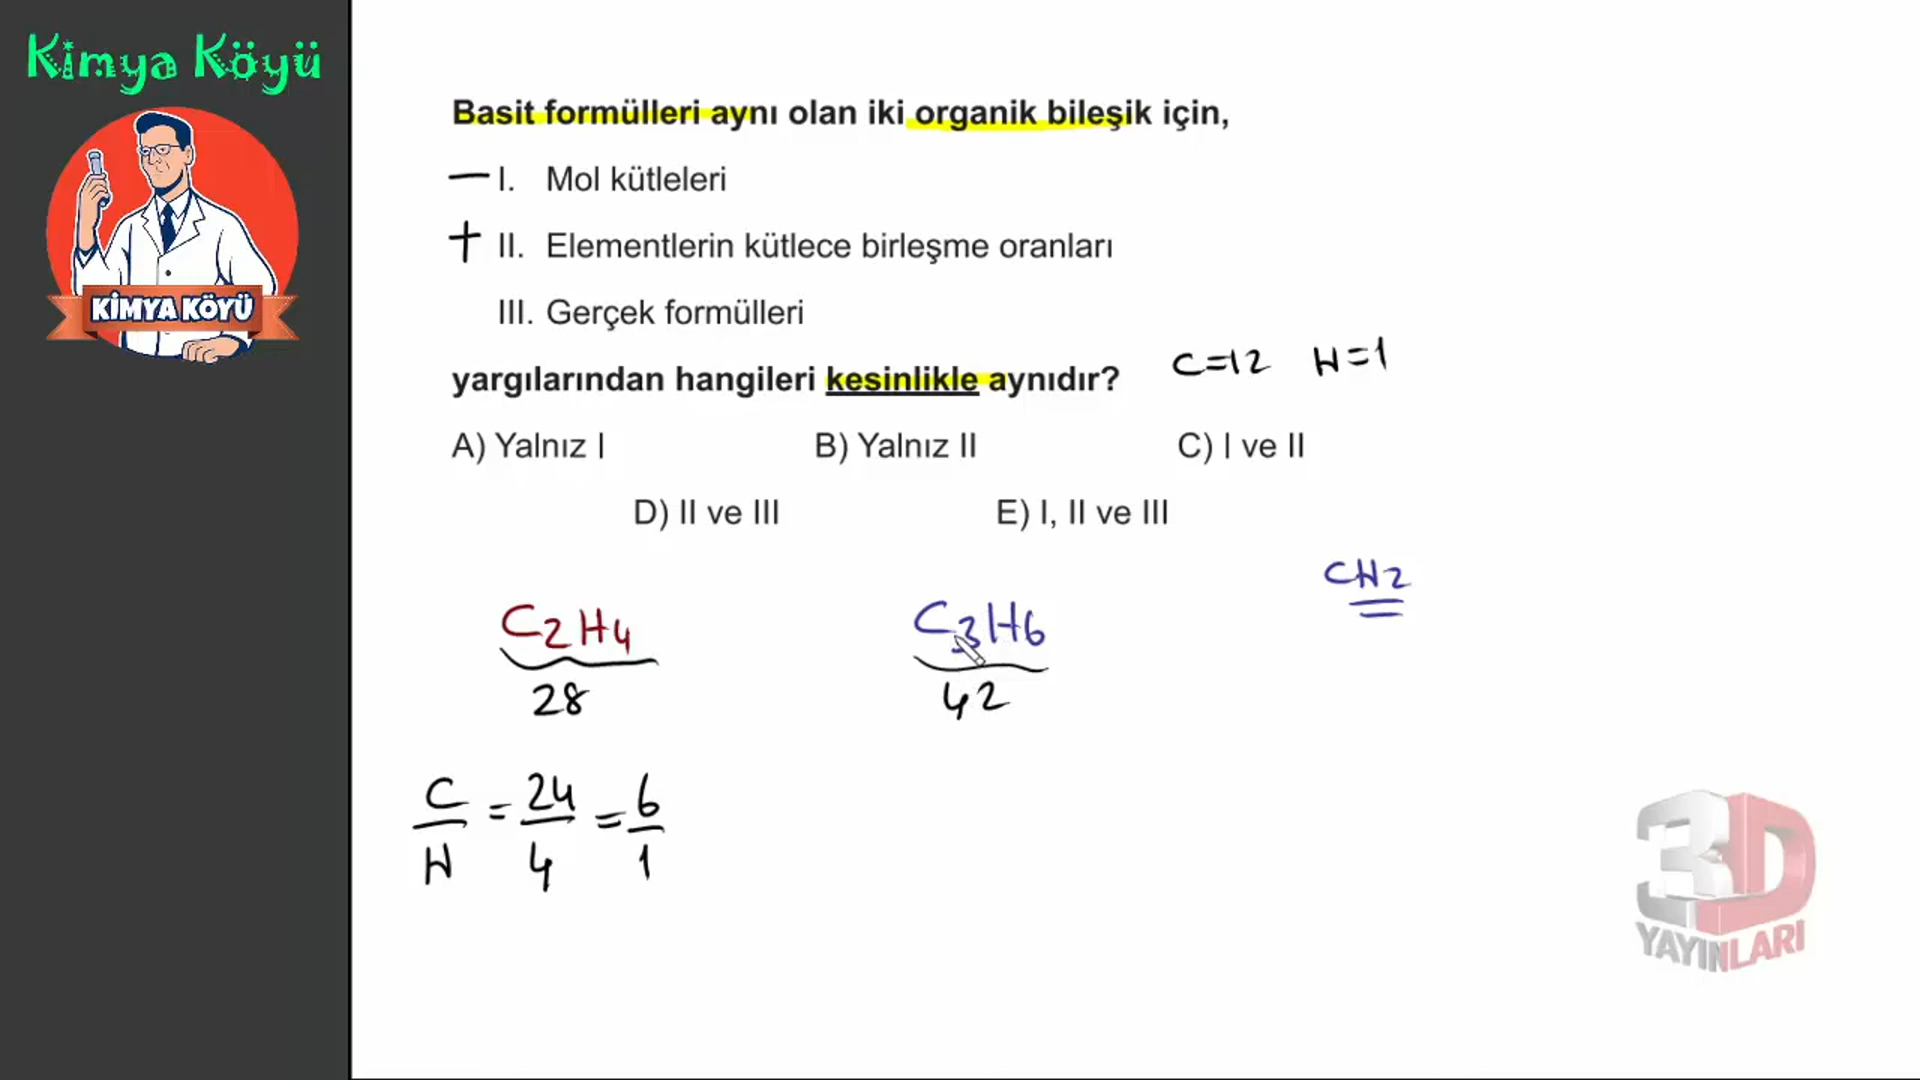 Kimya Köyü
KİMYA KÖYÜ
Basit formülleri aynı olan iki organik bileşik için,
— I. Mol kütleleri
+ II. Elementlerin kütlece birleşme oranları
III. Gerçek formülleri
yargılarından hangileri kesinlikle aynıdır?
C=12 H=1
A) Yalnız I B) Yalnız II C) I ve II
D) II ve III E) I, II ve III
CH2
C2H4 C3H6
28 42
C/H = 24/4 = 6/1
3D
YAYINLARI